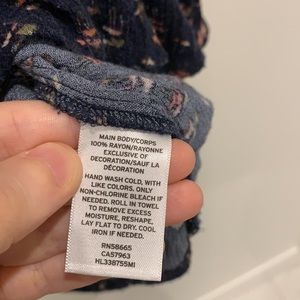 MAIN BODY/CORPS
100% RAYON/RAYONNE
EXCLUSIVE OF
DECORATION/SAUF LA
DÉCORATION
HAND WASH COLD, WITH
LIKE COLORS. ONLY
NON-CHLORINE BLEACH IF
NEEDED. ROLL IN TOWEL
TO REMOVE EXCESS
MOISTURE, RESHAPE,
LAY FLAT TO DRY. COOL
IRON IF NEEDED.
RN58665
CA57963
HL338755MI